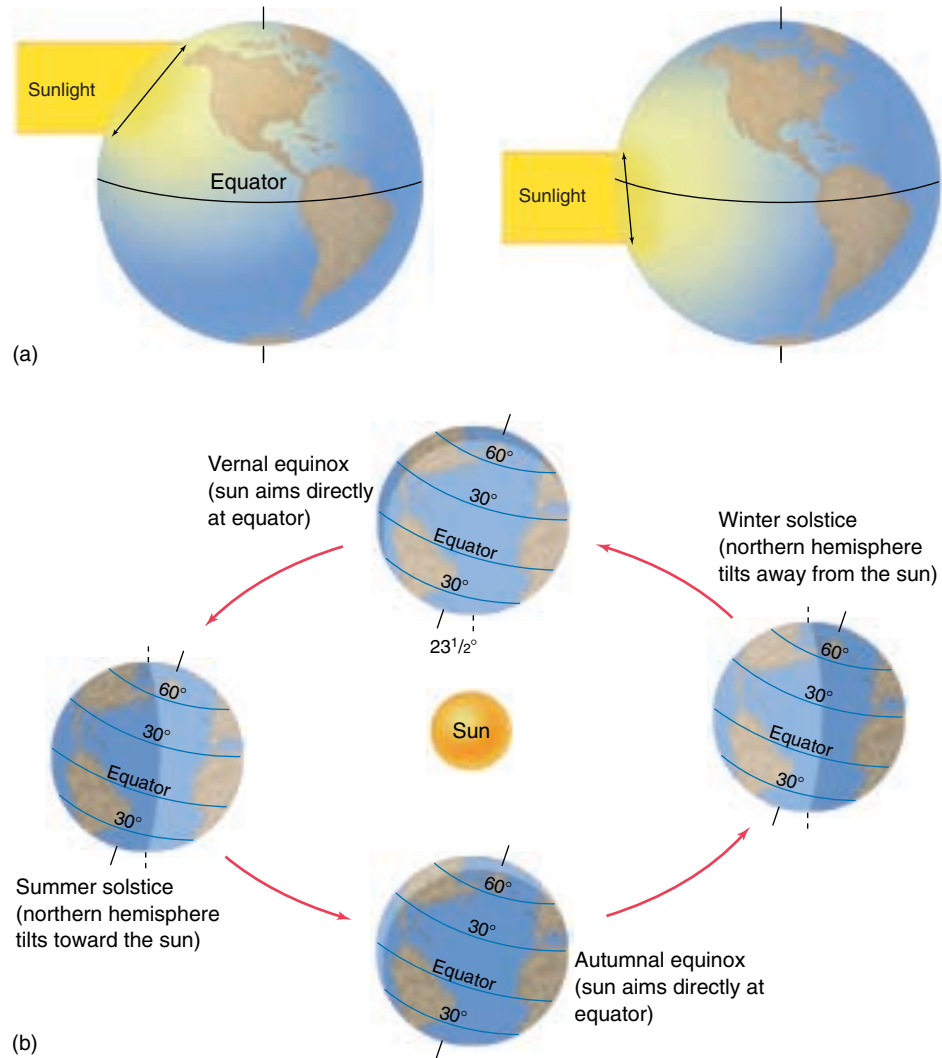 Sunlight
Equator
Sunlight
(a)
Vernal equinox
(sun aims directly
at equator)
60°
30°
Equator
30°
23 1/2°
Winter solstice
(northern hemisphere
tilts away from the sun)
60°
30°
Equator
30°
Sun
60°
30°
Equator
30°
Summer solstice
(northern hemisphere
tilts toward the sun)
60°
30°
Equator
30°
Autumnal equinox
(sun aims directly at
equator)
(b)